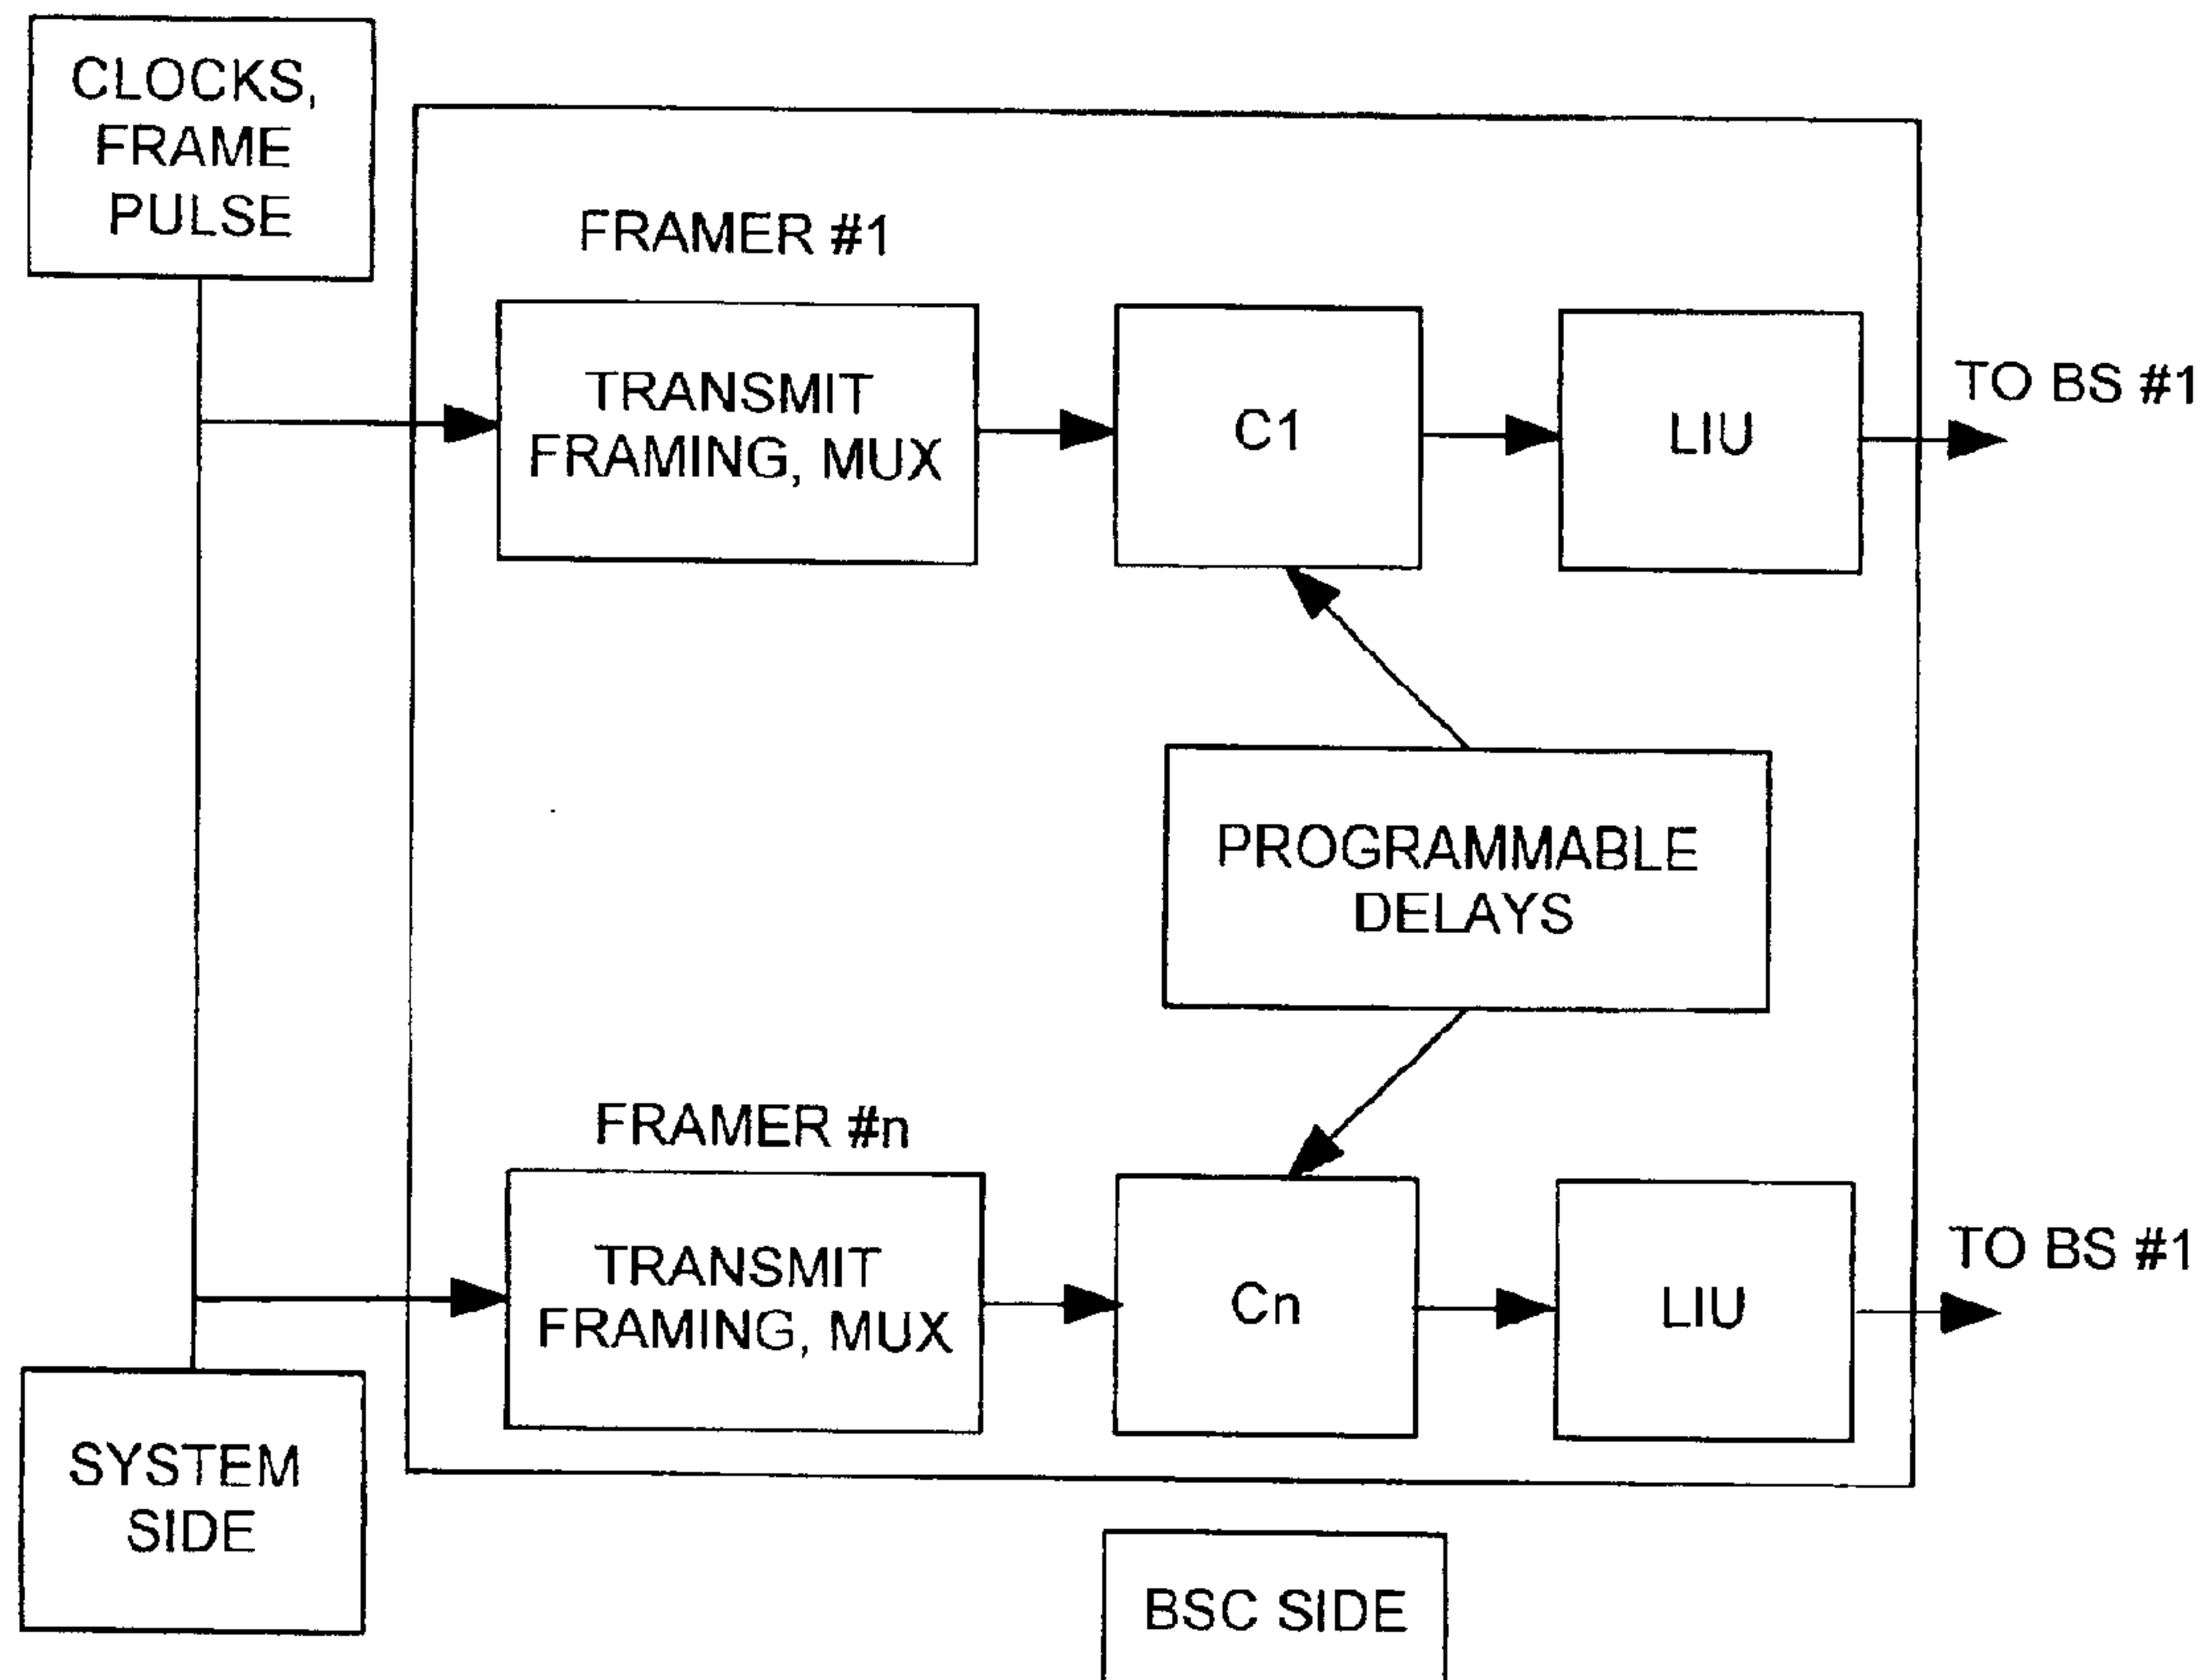 CLOCKS,
FRAME
PULSE
FRAMER #1
TRANSMIT
FRAMING, MUX
C1
LIU
TO BS #1
PROGRAMMABLE
DELAYS
FRAMER #n
TRANSMIT
FRAMING, MUX
Cn
LIU
TO BS #1
SYSTEM
SIDE
BSC SIDE